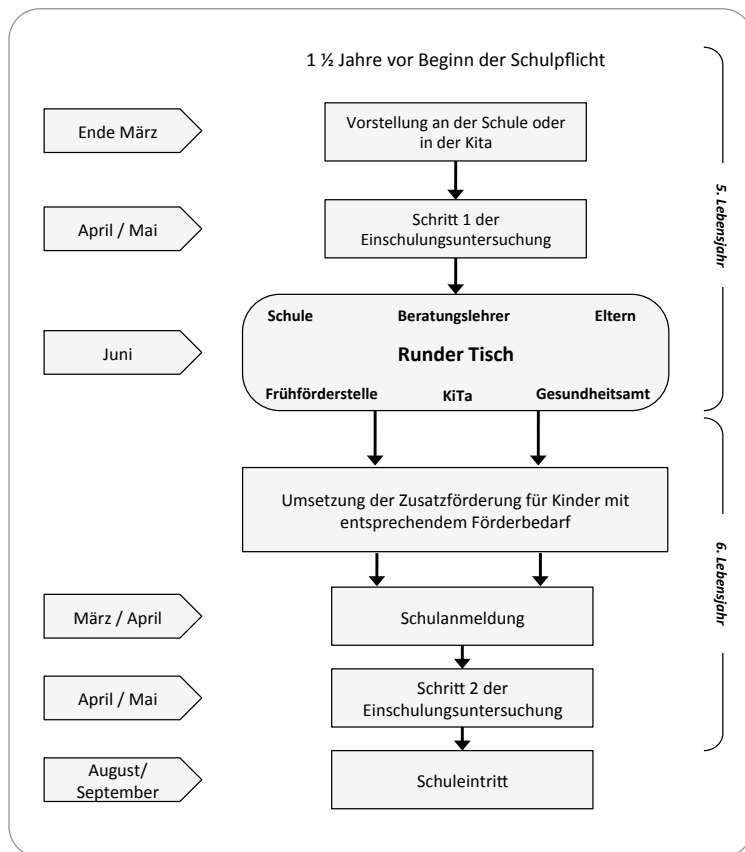 1 ½ Jahre vor Beginn der Schulpflicht
Ende März
Vorstellung an der Schule oder
in der Kita
5. Lebensjahr
April / Mai
Schritt 1 der
Einschulungsuntersuchung
Schule Beratungslehrer Eltern
Juni
Runder Tisch
Frühförderstelle KiTa Gesundheitsamt
Umsetzung der Zusatzförderung für Kinder mit
entsprechendem Förderbedarf
6. Lebensjahr
März / April
Schulanmeldung
April / Mai
Schritt 2 der
Einschulungsuntersuchung
August/
September
Schuleintritt